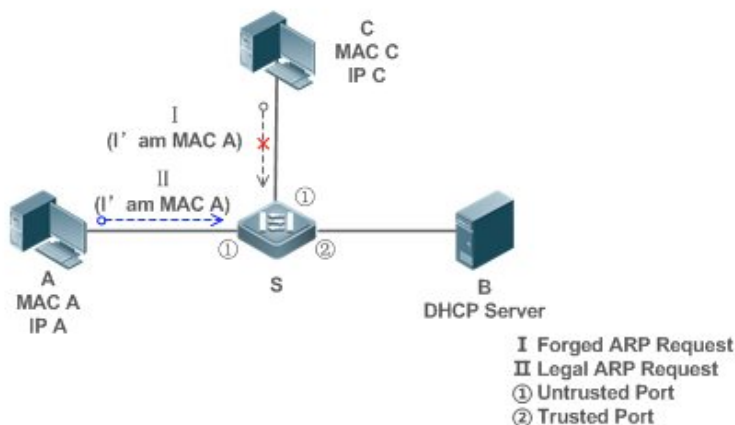 C
MAC C
IP C
I
(I' am MAC A)
II
(I' am MAC A)
①
①
②
A
MAC A
IP A
S
B
DHCP Server
I Forged ARP Request
II Legal ARP Request
① Untrusted Port
② Trusted Port